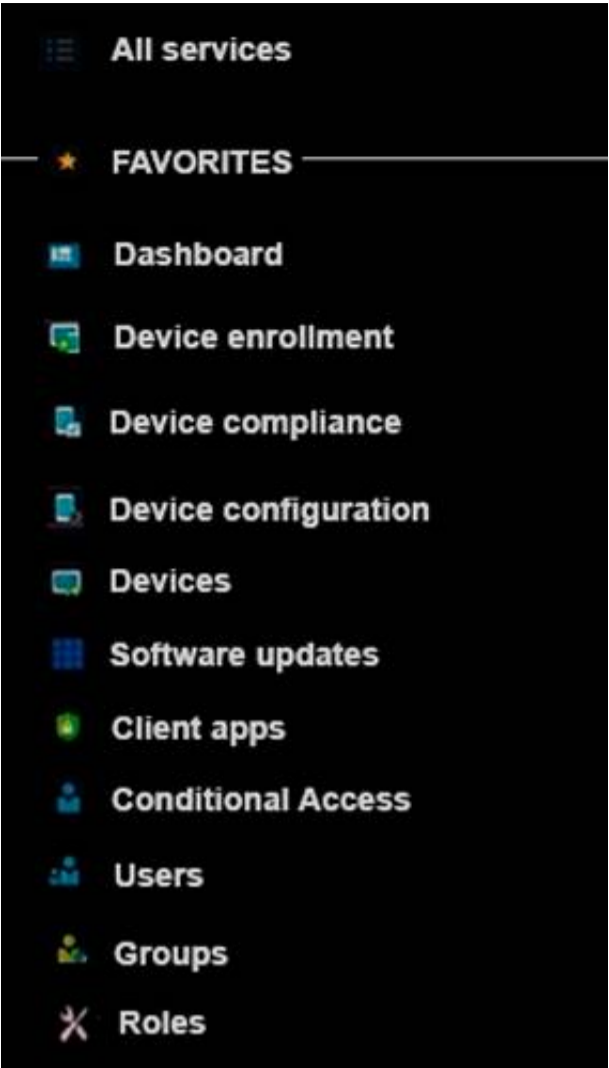 All services
FAVORITES
Dashboard
Device enrollment
Device compliance
Device configuration
Devices
Software updates
Client apps
Conditional Access
Users
Groups
Roles